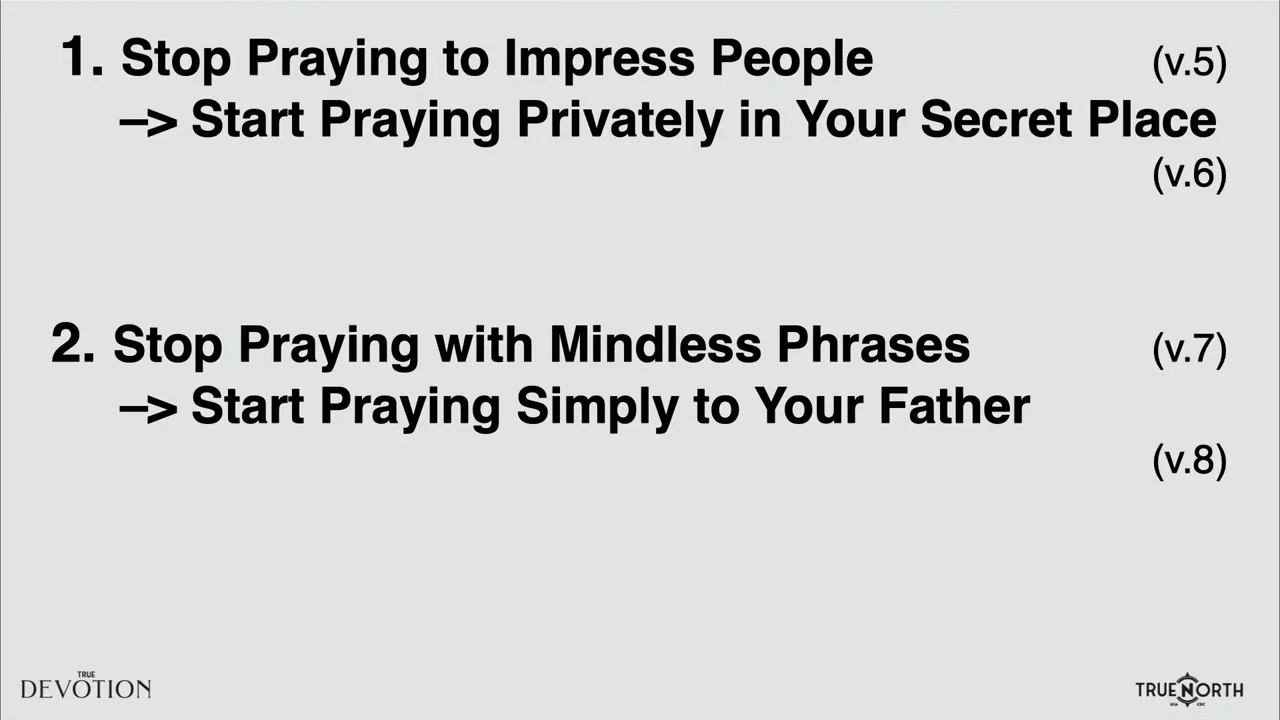 1. Stop Praying to Impress People (v.5)
–> Start Praying Privately in Your Secret Place
(v.6)
2. Stop Praying with Mindless Phrases (v.7)
–> Start Praying Simply to Your Father
(v.8)
TRUE
DEVOTION
TRUE NORTH